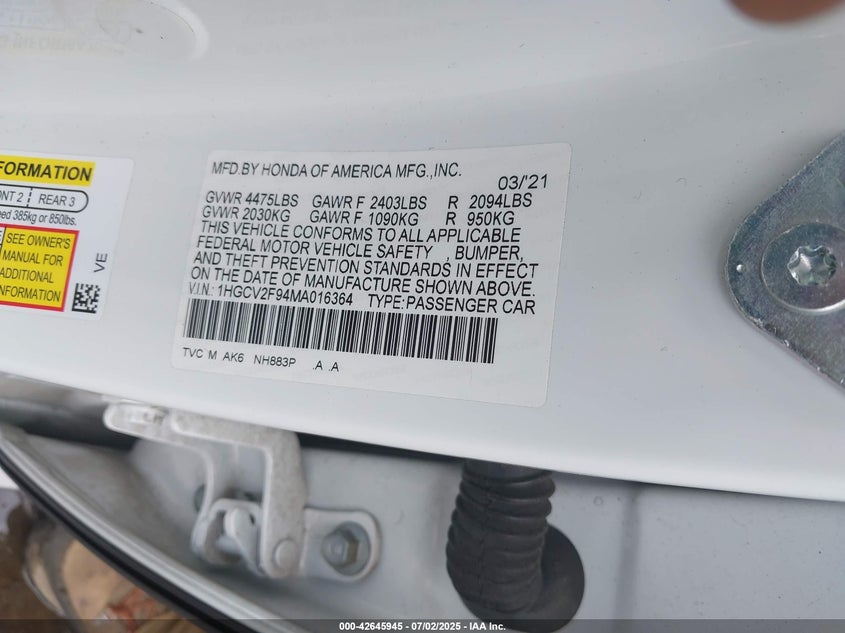 FORMATION
ONT 2 REAR 3
ed 385kg or 850lbs.
SEE OWNER'S
MANUAL FOR
ADDITIONAL
INFORMATION
VE
MFD.BY HONDA OF AMERICA MFG.,INC. 03/'21
GVWR 4475LBS GAWR F 2403LBS R 2094LBS
GVWR 2030KG GAWR F 1090KG R 950KG
THIS VEHICLE CONFORMS TO ALL APPLICABLE
FEDERAL MOTOR VEHICLE SAFETY , BUMPER,
AND THEFT PREVENTION STANDARDS IN EFFECT
ON THE DATE OF MANUFACTURE SHOWN ABOVE.
V.I.N.: 1HGCV2F94MA016364 TYPE:PASSENGER CAR
TVC M AK6 NH883P .A .A
000-42645945 - 07/02/2025 - IAA Inc.